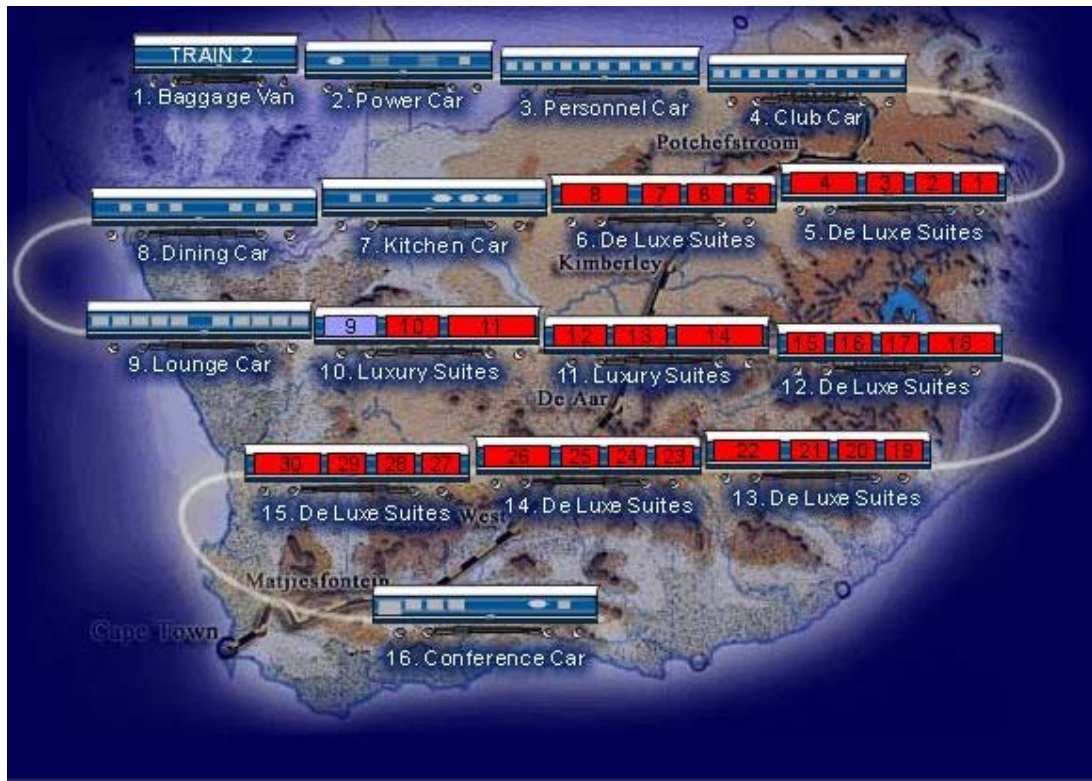 TRAIN 2
1. Baggage Van
2. Power Car
3. Personnel Car
4. Club Car
Potchefstroom
4 3 2 1
5. De Luxe Suites
8 7 6 5
6. De Luxe Suites
7. Kitchen Car
8. Dining Car
Kimberley
9. Lounge Car
9 10 11
10. Luxury Suites
12 13 14
11. Luxury Suites
15 16 17 18
12. De Luxe Suites
De Aar
22 21 20 19
13. De Luxe Suites
26 25 24 23
14. De Luxe Suites
30 29 28 27
15. De Luxe Suites
West
Matjiesfontein
Cape Town
16. Conference Car